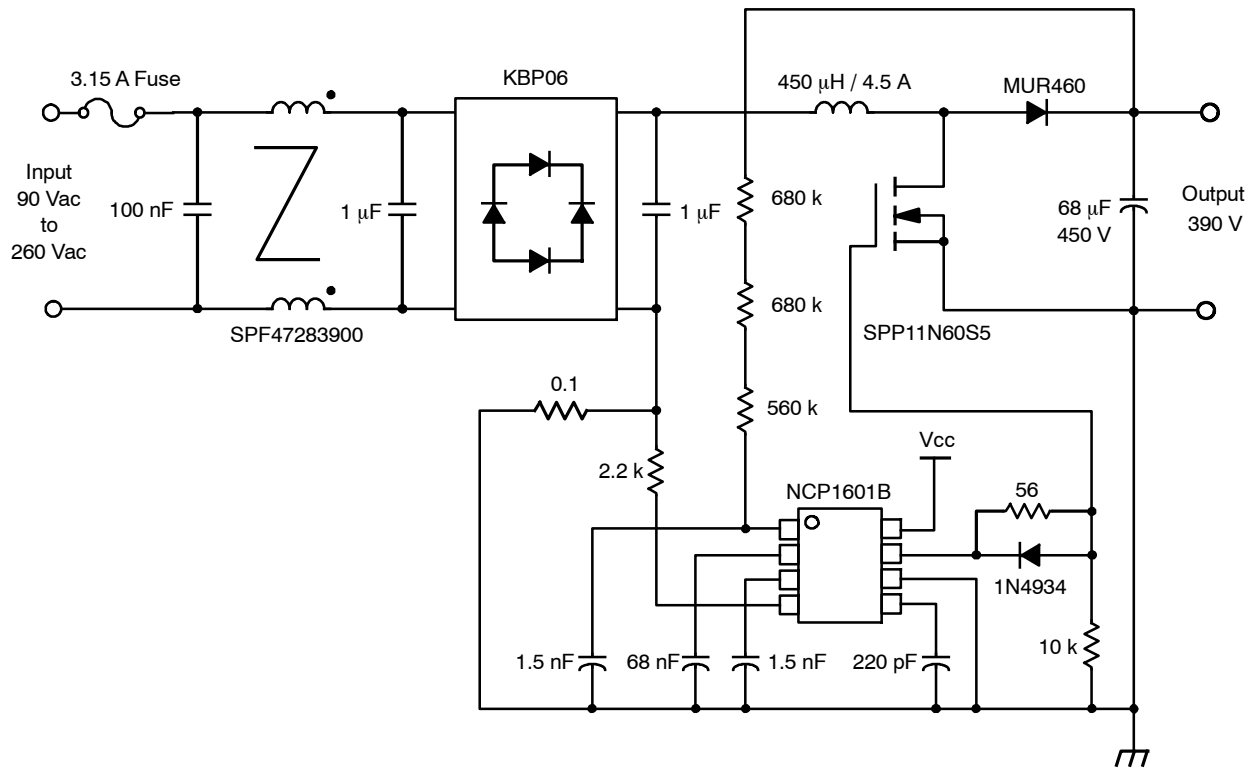 3.15 A Fuse
KBP06
450 μH / 4.5 A
MUR460
Input
90 Vac
to
260 Vac
100 nF
1 μF
1 μF
680 k
68 μF
450 V
Output
390 V
680 k
SPF47283900
SPP11N60S5
0.1
560 k
2.2 k
Vcc
NCP1601B
56
1N4934
1.5 nF
68 nF
1.5 nF
220 pF
10 k